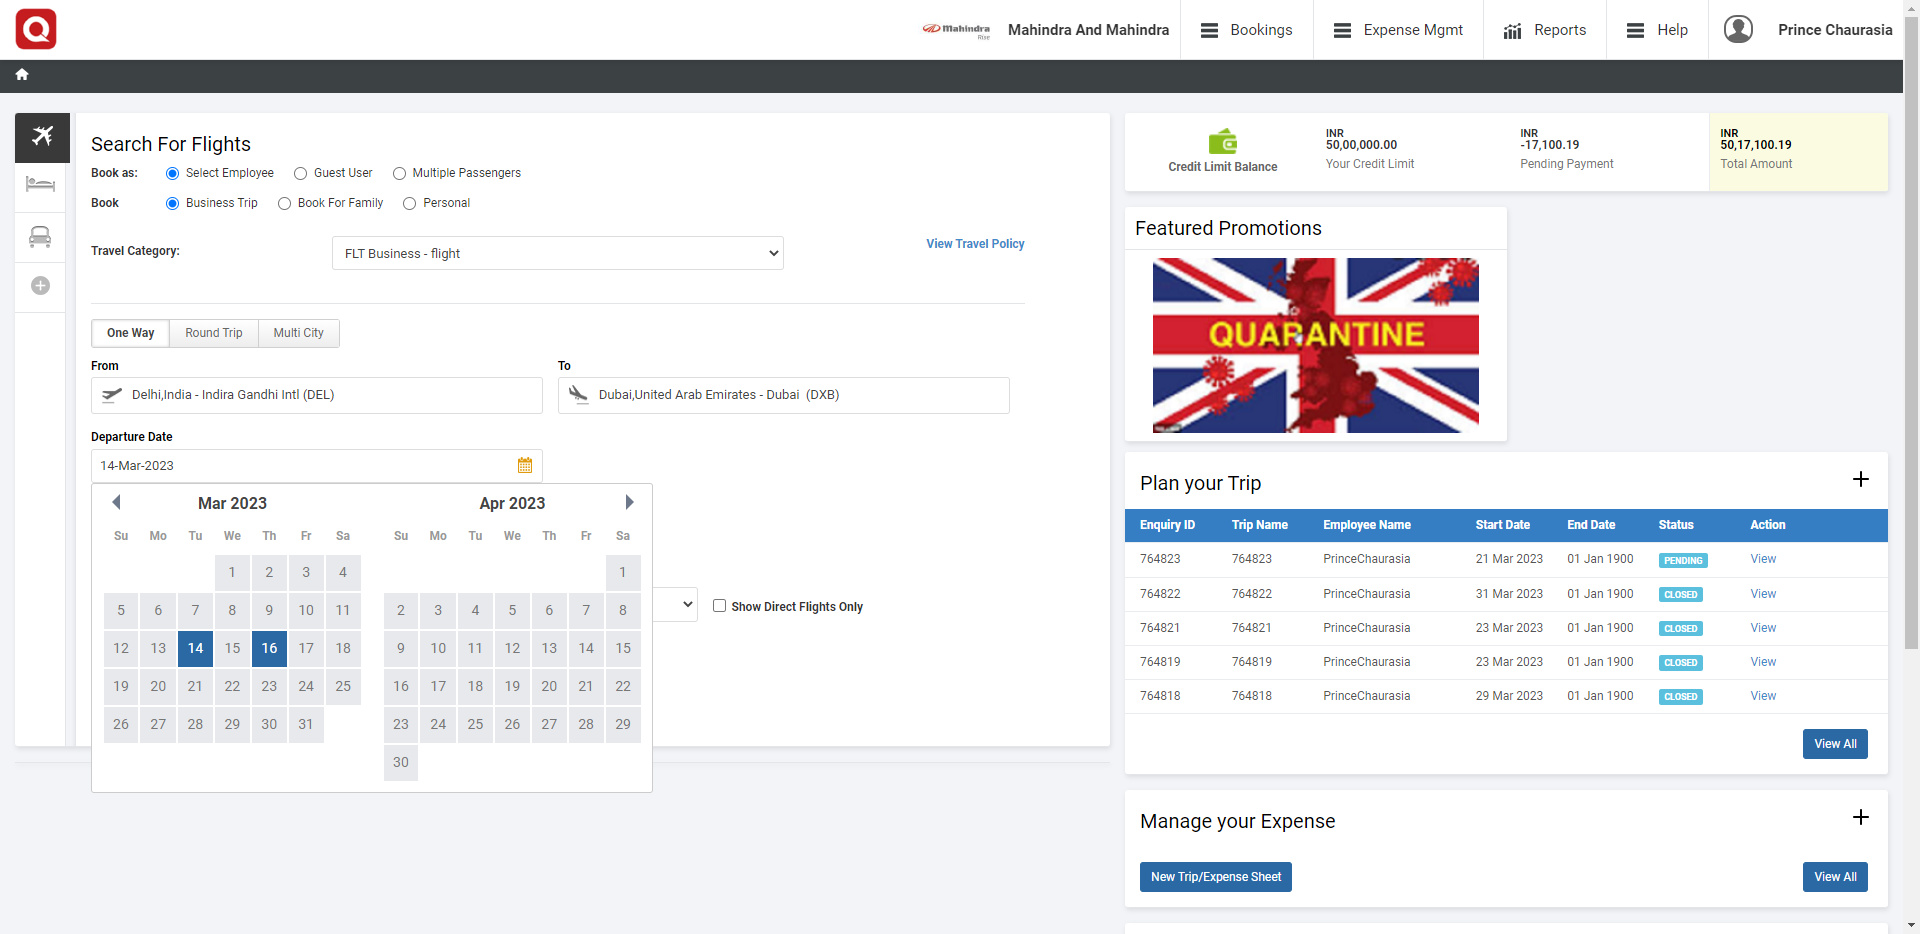 Q
Mahindra
Rise
Mahindra And Mahindra
Bookings
Expense Mgmt
Reports
Help
Prince Chaurasia
Search For Flights
Book as: Select Employee Guest User Multiple Passengers
Book Business Trip Book For Family Personal
Travel Category: FLT Business - flight View Travel Policy
One Way Round Trip Multi City
From To
Delhi,India - Indira Gandhi Intl (DEL) Dubai,United Arab Emirates - Dubai (DXB)
Departure Date
14-Mar-2023
Mar 2023 Apr 2023
Su Mo Tu We Th Fr Sa Su Mo Tu We Th Fr Sa
1 2 3 4 1
5 6 7 8 9 10 11 2 3 4 5 6 7 8
12 13 14 15 16 17 18 9 10 11 12 13 14 15
19 20 21 22 23 24 25 16 17 18 19 20 21 22
26 27 28 29 30 31 23 24 25 26 27 28 29
30
Show Direct Flights Only
Credit Limit Balance
INR
50,00,000.00
Your Credit Limit
INR
-17,100.19
Pending Payment
INR
50,17,100.19
Total Amount
Featured Promotions
QUARANTINE
Plan your Trip
Enquiry ID Trip Name Employee Name Start Date End Date Status Action
764823 764823 PrinceChaurasia 21 Mar 2023 01 Jan 1900 PENDING View
764822 764822 PrinceChaurasia 31 Mar 2023 01 Jan 1900 CLOSED View
764821 764821 PrinceChaurasia 23 Mar 2023 01 Jan 1900 CLOSED View
764819 764819 PrinceChaurasia 23 Mar 2023 01 Jan 1900 CLOSED View
764818 764818 PrinceChaurasia 29 Mar 2023 01 Jan 1900 CLOSED View
View All
Manage your Expense
New Trip/Expense Sheet View All